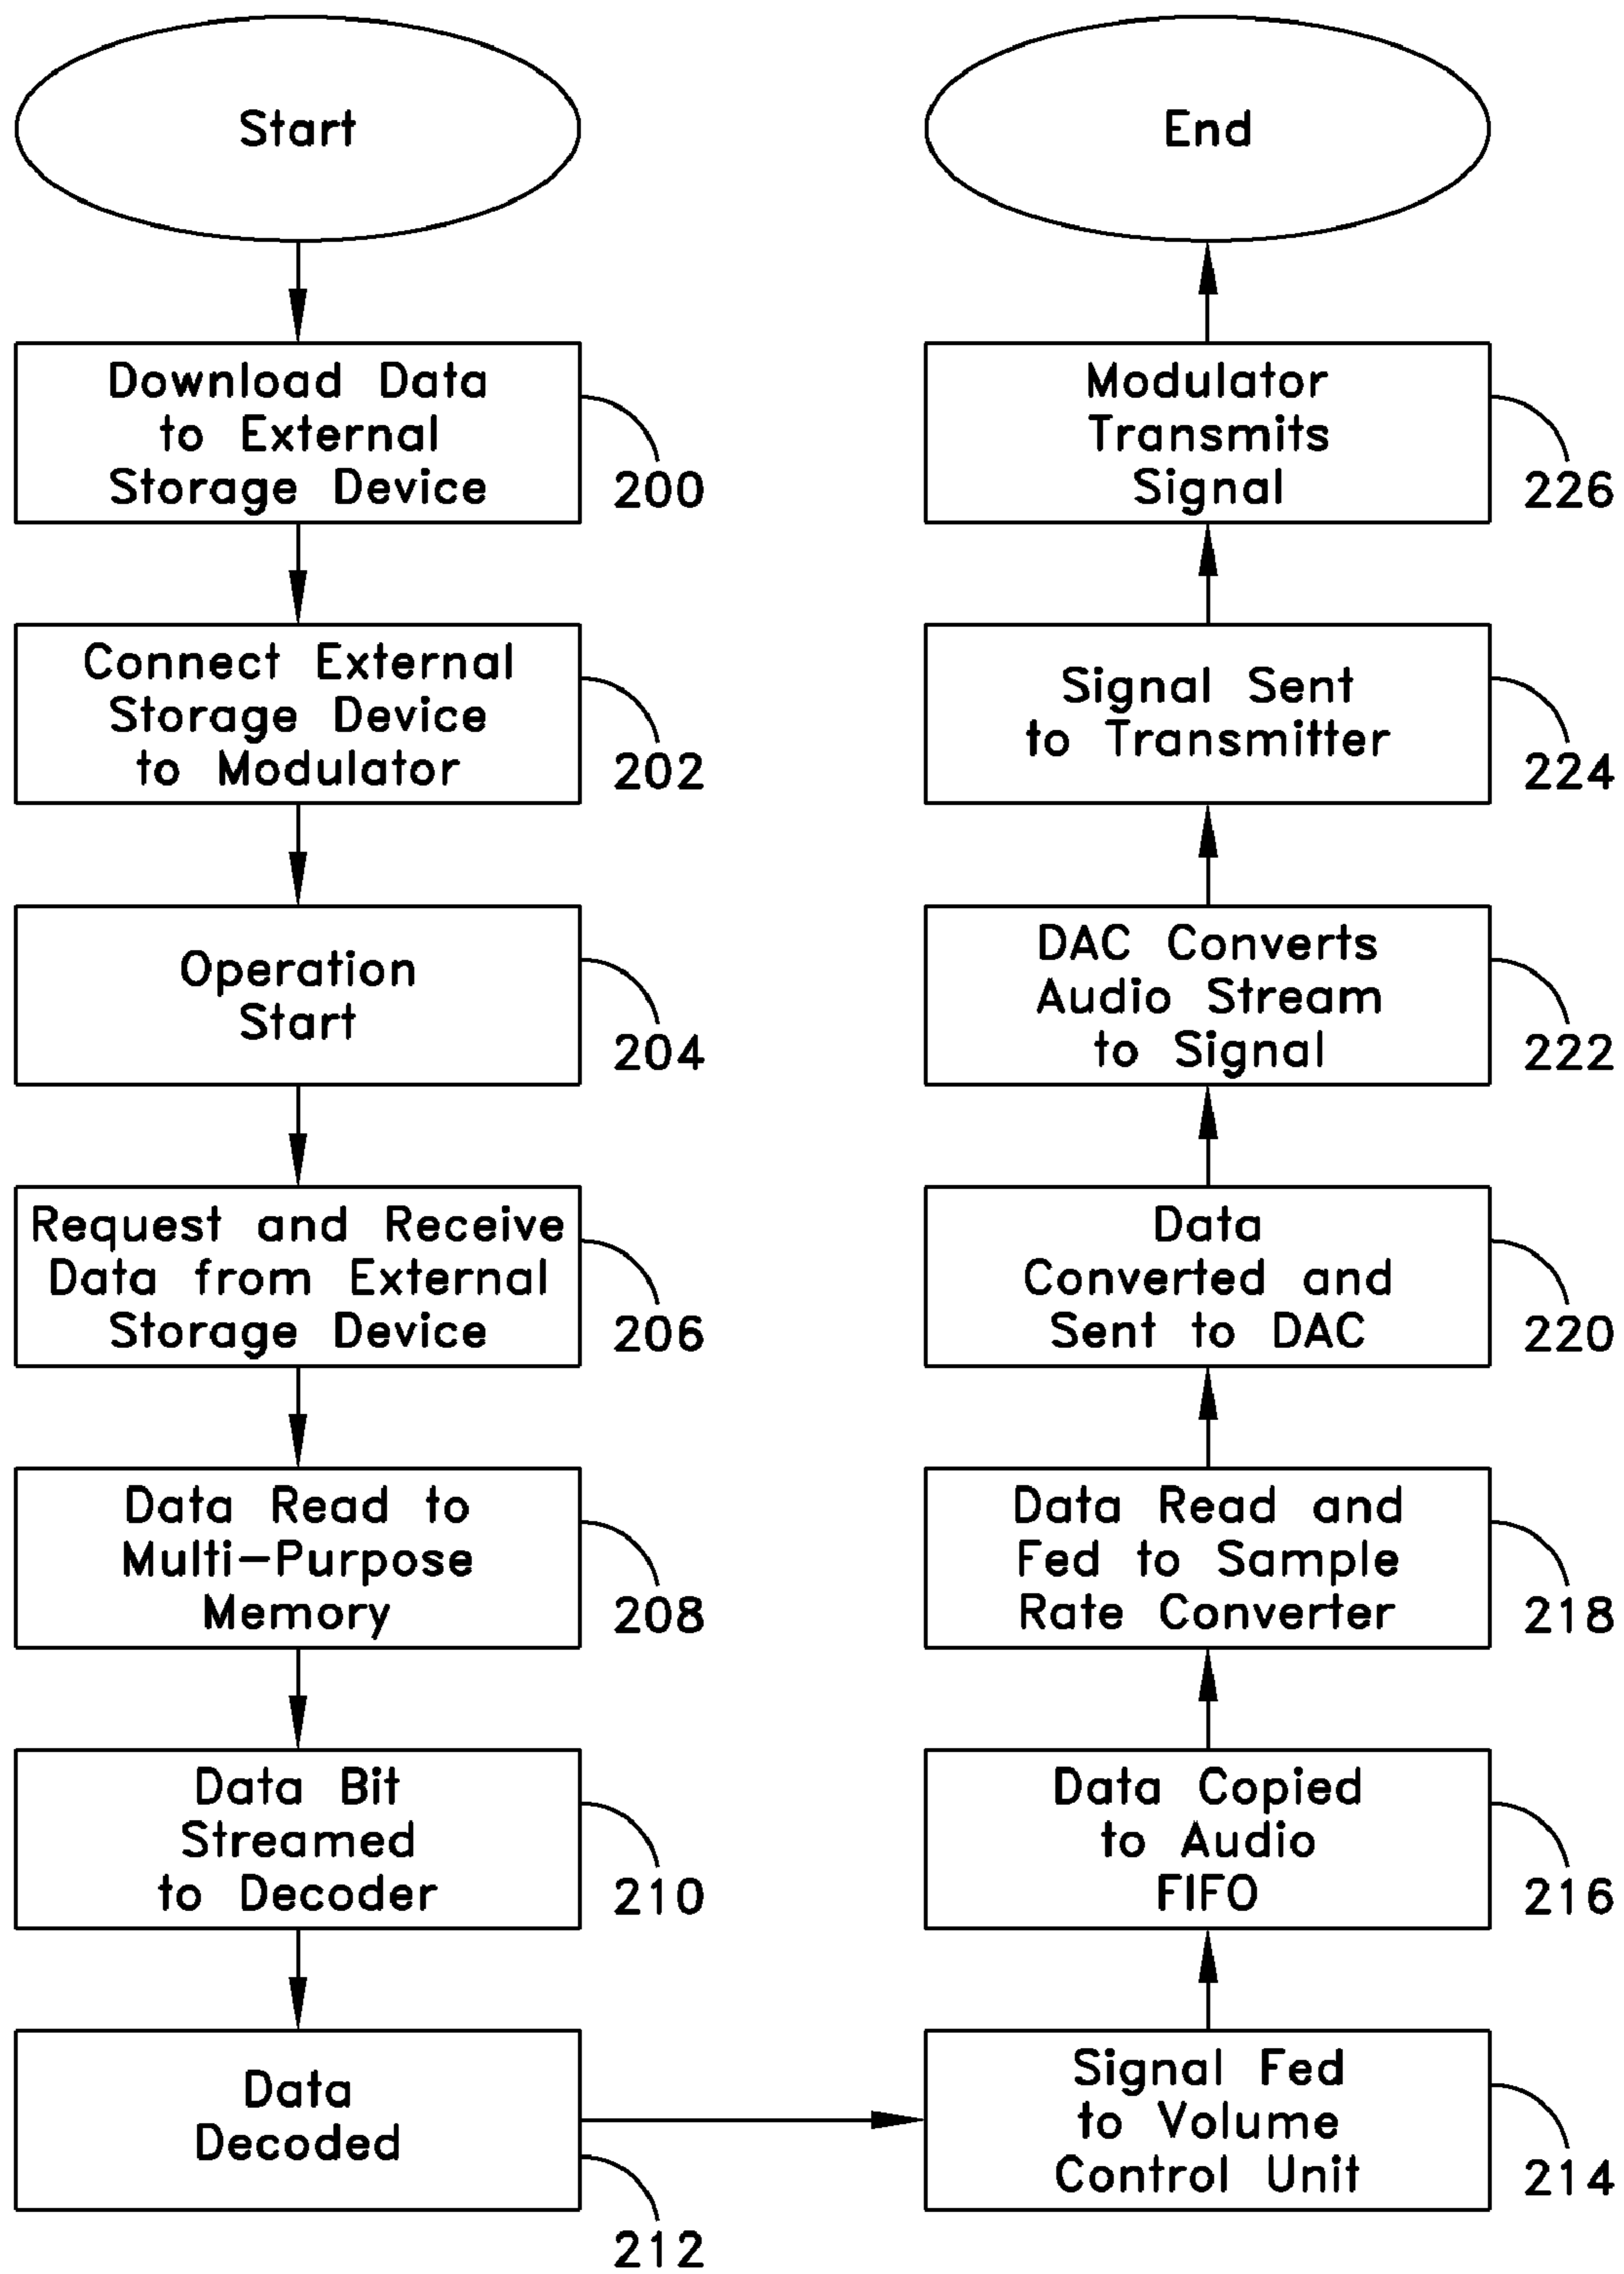 Start
Download Data
to External
Storage Device
200
Connect External
Storage Device
to Modulator
202
Operation
Start
204
Request and Receive
Data from External
Storage Device
206
Data Read to
Multi-Purpose
Memory
208
Data Bit
Streamed
to Decoder
210
Data
Decoded
212
Signal Fed
to Volume
Control Unit
214
Data Copied
to Audio
FIFO
216
Data Read and
Fed to Sample
Rate Converter
218
Data
Converted and
Sent to DAC
220
DAC Converts
Audio Stream
to Signal
222
Signal Sent
to Transmitter
224
Modulator
Transmits
Signal
226
End